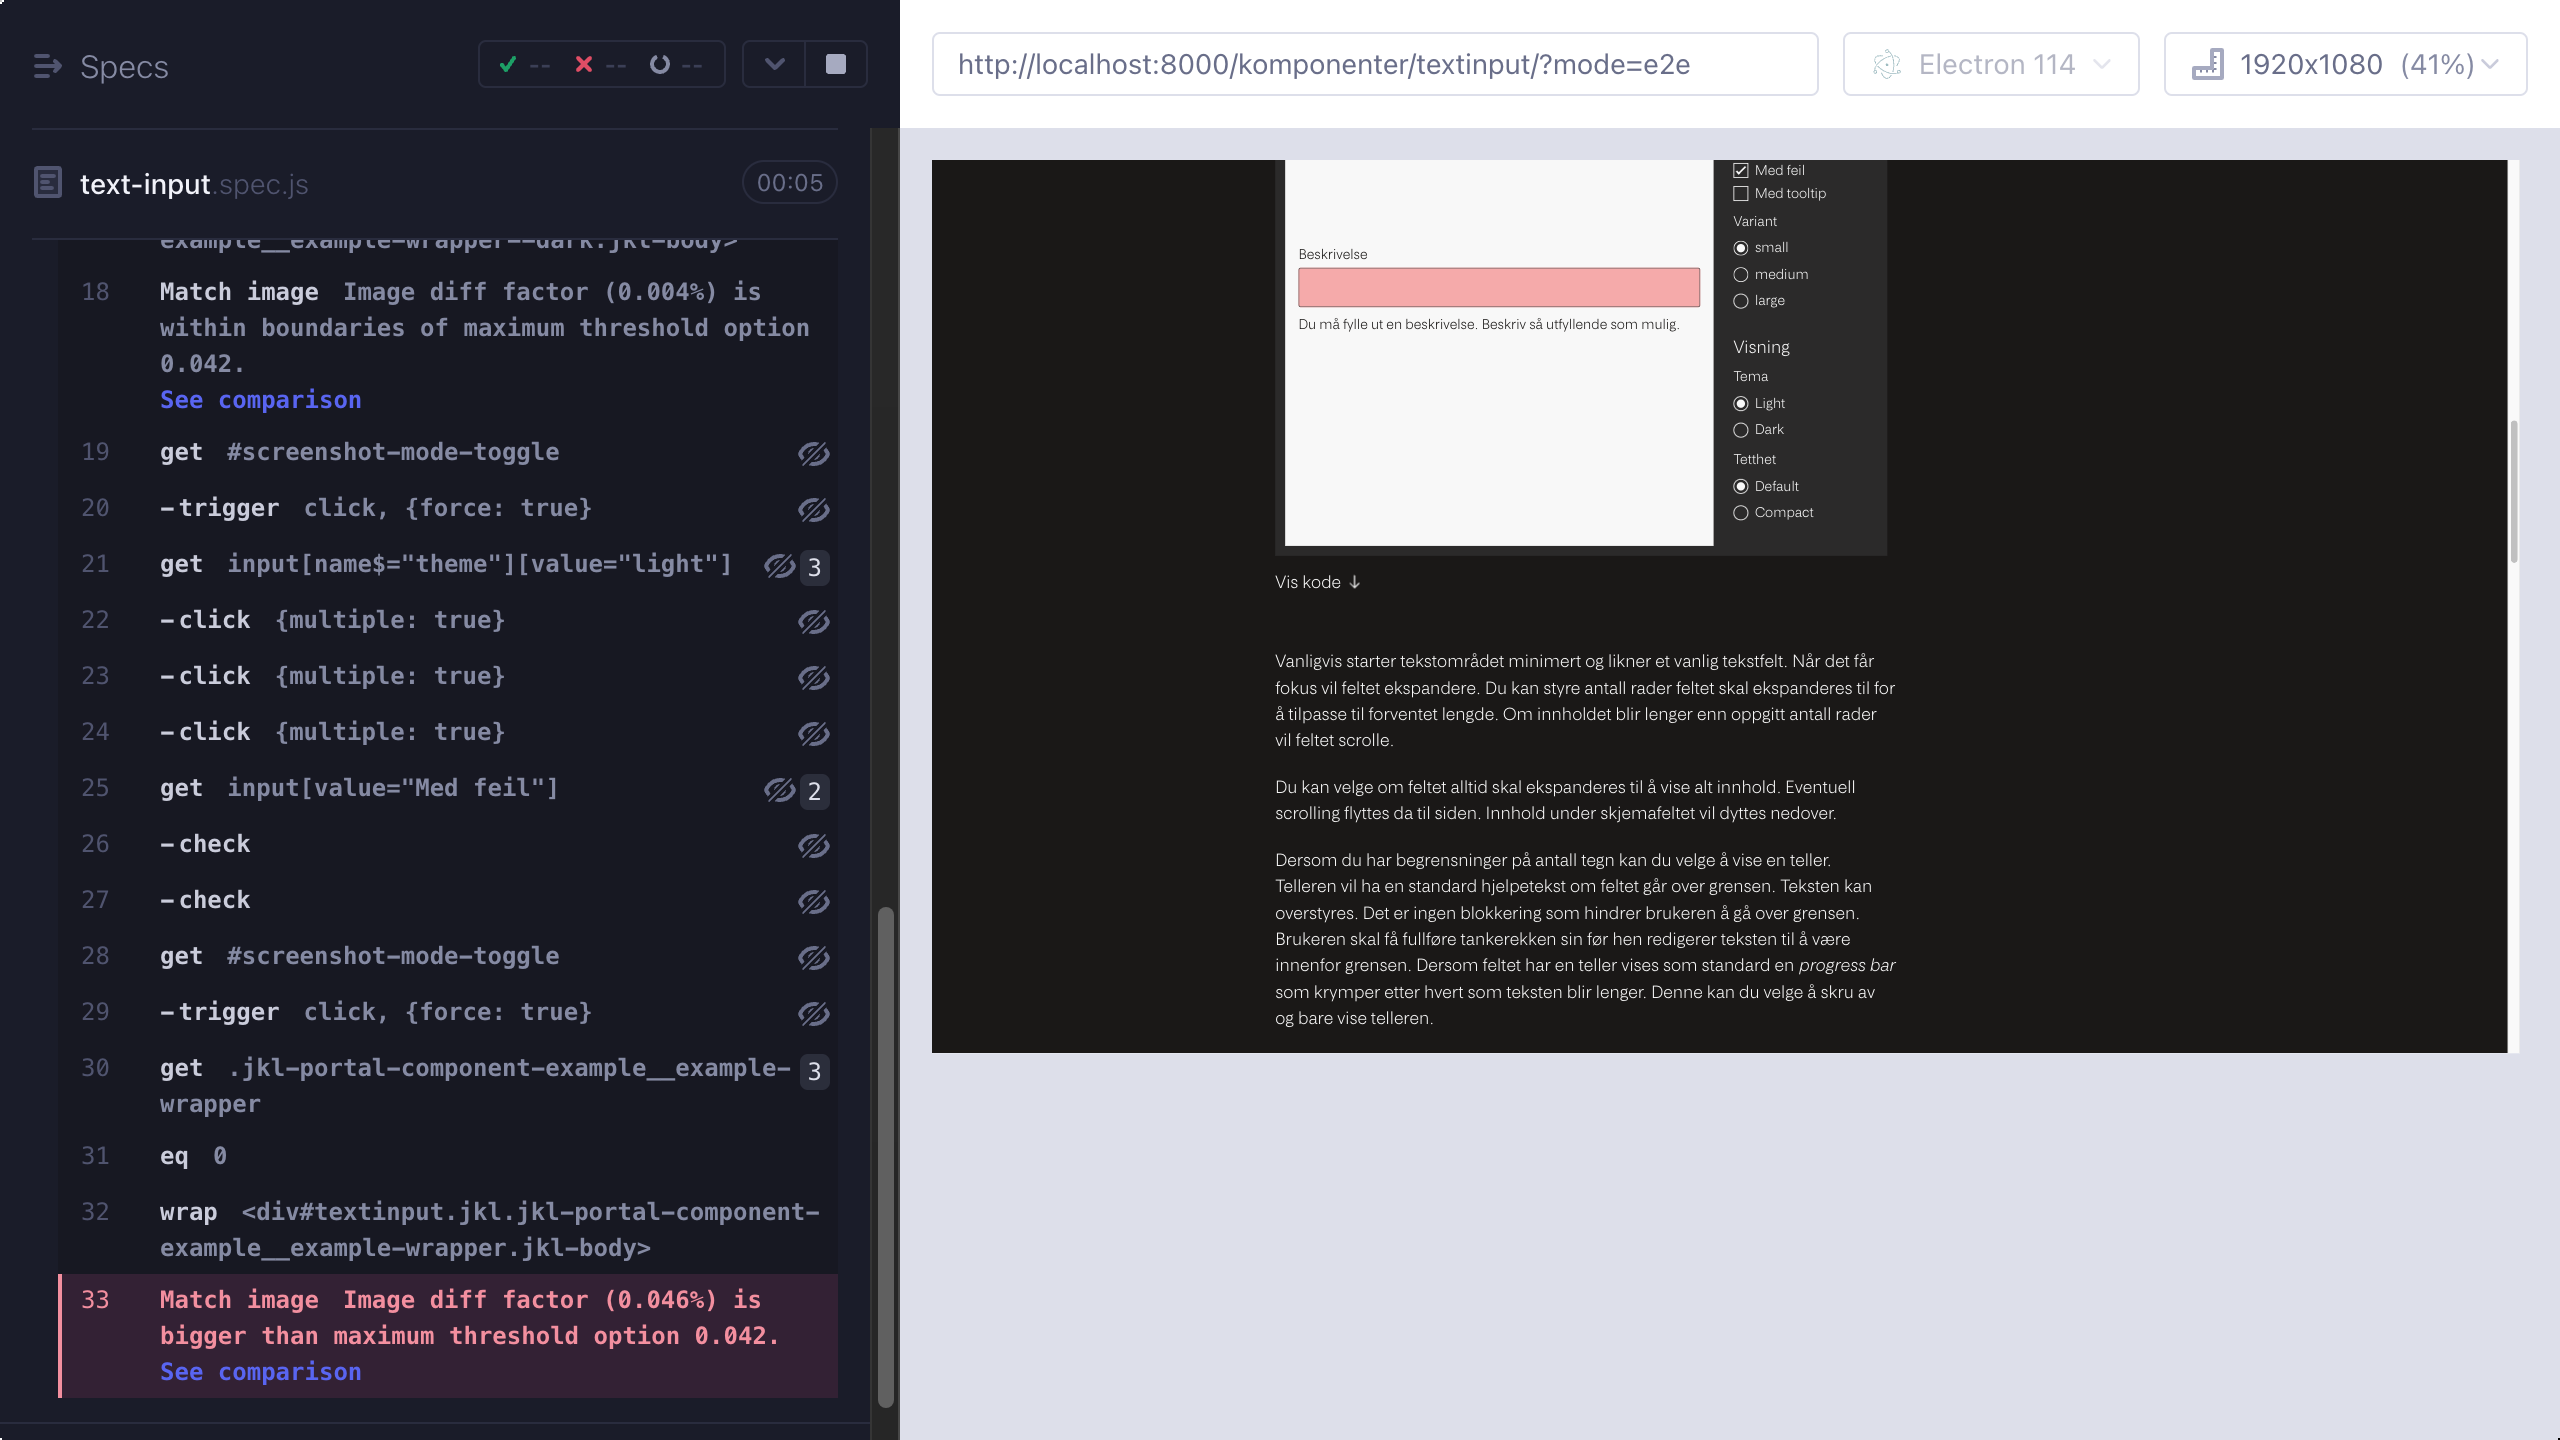 Specs
-- -- --
text-input.spec.js 00:05
example__example-wrapper--dark.jkl-body>
18 Match image Image diff factor (0.004%) is
within boundaries of maximum threshold option
0.042.
See comparison
19 get #screenshot-mode-toggle
20 -trigger click, {force: true}
21 get input[name$="theme"][value="light"] 3
22 -click {multiple: true}
23 -click {multiple: true}
24 -click {multiple: true}
25 get input[value="Med feil"] 2
26 -check
27 -check
28 get #screenshot-mode-toggle
29 -trigger click, {force: true}
30 get .jkl-portal-component-example__example- 3
wrapper
31 eq 0
32 wrap <div#textinput.jkl.jkl-portal-component-
example__example-wrapper.jkl-body>
33 Match image Image diff factor (0.046%) is
bigger than maximum threshold option 0.042.
See comparison
http://localhost:8000/komponenter/textinput/?mode=e2e
Electron 114
1920x1080 (41%)
Beskrivelse
Du må fylle ut en beskrivelse. Beskriv så utfyllende som mulig.
Med feil
Med tooltip
Variant
small
medium
large
Visning
Tema
Light
Dark
Tetthet
Default
Compact
Vis kode ↓
Vanligvis starter tekstområdet minimert og likner et vanlig tekstfelt. Når det får
fokus vil feltet ekspandere. Du kan styre antall rader feltet skal ekspanderes til for
å tilpasse til forventet lengde. Om innholdet blir lenger enn oppgitt antall rader
vil feltet scrolle.
Du kan velge om feltet alltid skal ekspanderes til å vise alt innhold. Eventuell
scrolling flyttes da til siden. Innhold under skjemafeltet vil dyttes nedover.
Dersom du har begrensninger på antall tegn kan du velge å vise en teller.
Telleren vil ha en standard hjelpetekst om feltet går over grensen. Teksten kan
overstyres. Det er ingen blokkering som hindrer brukeren å gå over grensen.
Brukeren skal få fullføre tankerekken sin før hen redigerer teksten til å være
innenfor grensen. Dersom feltet har en teller vises som standard en progress bar
som krymper etter hvert som teksten blir lenger. Denne kan du velge å skru av
og bare vise telleren.